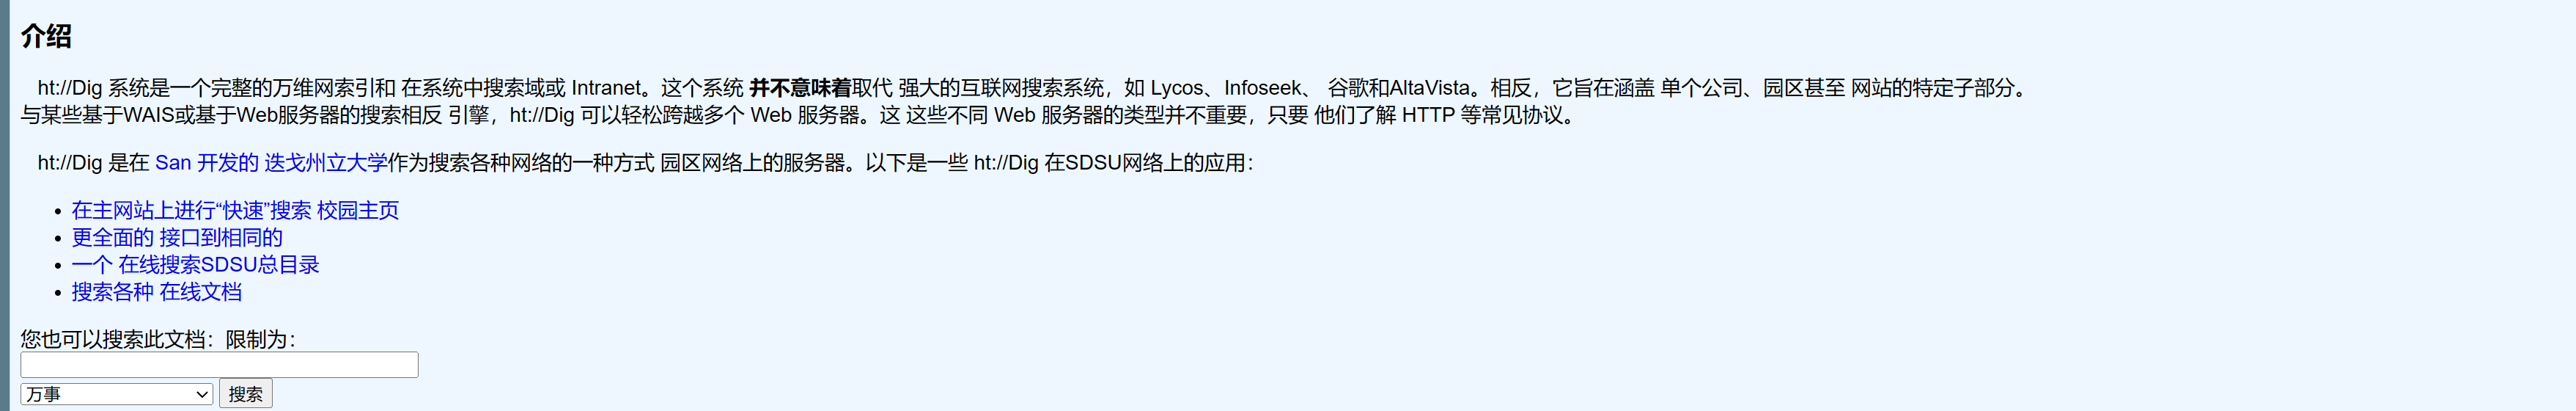 介绍
ht://Dig 系统是一个完整的万维网索引和 在系统中搜索域或 Intranet。这个系统 并不意味着取代 强大的互联网搜索系统，如 Lycos、Infoseek、 谷歌和AltaVista。相反，它旨在涵盖 单个公司、园区甚至 网站的特定子部分。
与某些基于WAIS或基于Web服务器的搜索相反 引擎，ht://Dig 可以轻松跨越多个 Web 服务器。这 这些不同 Web 服务器的类型并不重要，只要 他们了解 HTTP 等常见协议。
ht://Dig 是在 San 开发的 迭戈州立大学作为搜索各种网络的一种方式 园区网络上的服务器。以下是一些 ht://Dig 在SDSU网络上的应用：
• 在主网站上进行“快速”搜索 校园主页
• 更全面的 接口到相同的
• 一个 在线搜索SDSU总目录
• 搜索各种 在线文档
您也可以搜索此文档：限制为：
万事 搜索